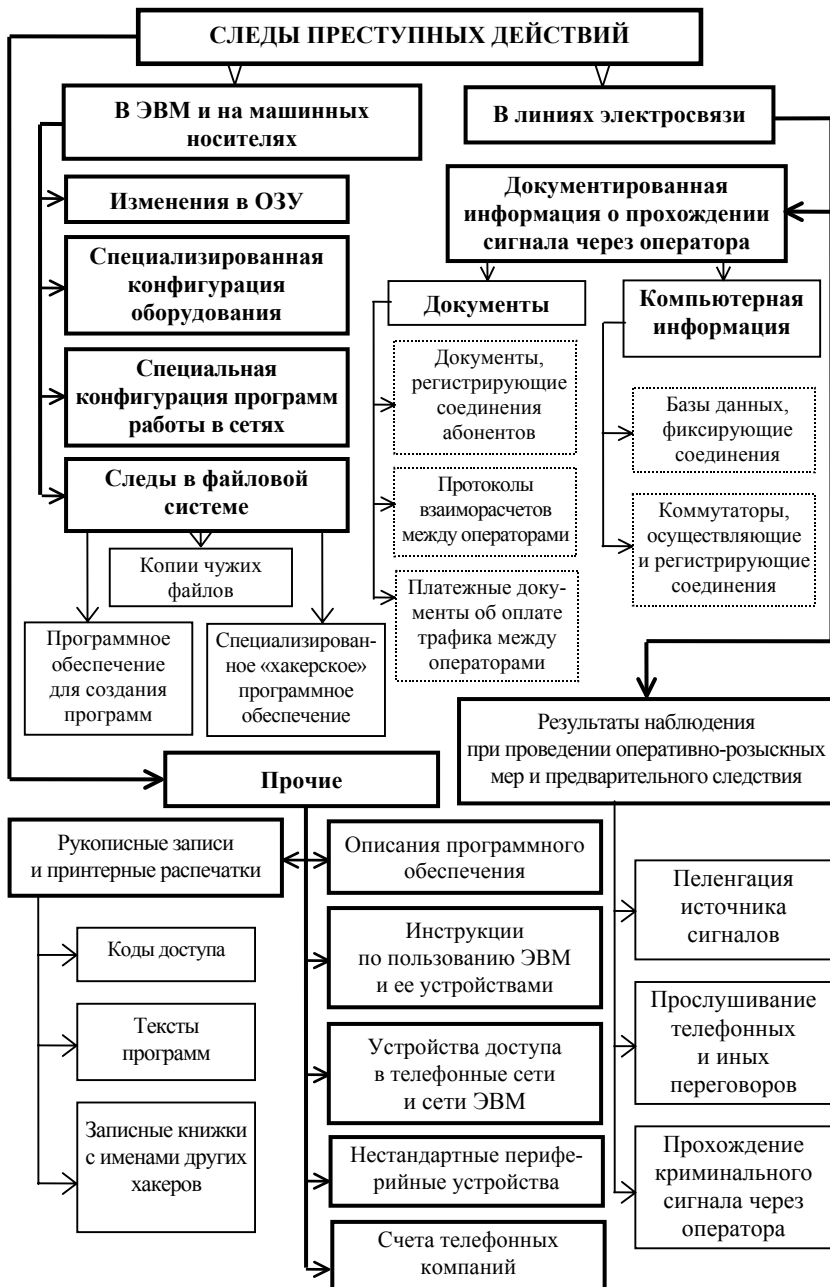 СЛЕДЫ ПРЕСТУПНЫХ ДЕЙСТВИЙ
В ЭВМ и на машинных
носителях
В линиях электросвязи
Изменения в ОЗУ
Специализированная
конфигурация
оборудования
Специальная
конфигурация программ
работы в сетях
Следы в файловой
системе
Копии чужих
файлов
Программное
обеспечение
для создания
программ
Специализирован-
ное «хакерское»
программное
обеспечение
Документированная
информация о прохождении
сигнала через оператора
Документы
Компьютерная
информация
Документы,
регистрирующие
соединения
абонентов
Протоколы
взаиморасчетов
между операторами
Платежные доку-
менты об оплате
трафика между
операторами
Базы данных,
фиксирующие
соединения
Коммутаторы,
осуществляющие
и регистрирующие
соединения
Результаты наблюдения
при проведении оперативно-розыскных
мер и предварительного следствия
Пеленгация
источника
сигналов
Прослушивание
телефонных
и иных
переговоров
Прохождение
криминального
сигнала через
оператора
Прочие
Рукописные записи
и принтерные распечатки
Коды доступа
Тексты
программ
Записные книжки
с именами других
хакеров
Описания программного
обеспечения
Инструкции
по пользованию ЭВМ
и ее устройствами
Устройства доступа
в телефонные сети
и сети ЭВМ
Нестандартные перифе-
рийные устройства
Счета телефонных
компаний